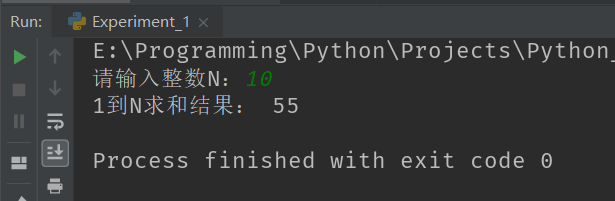 Run: Experiment_1
E:\Programming\Python\Projects\Python_
请输入整数N：10
1到N求和结果： 55
Process finished with exit code 0